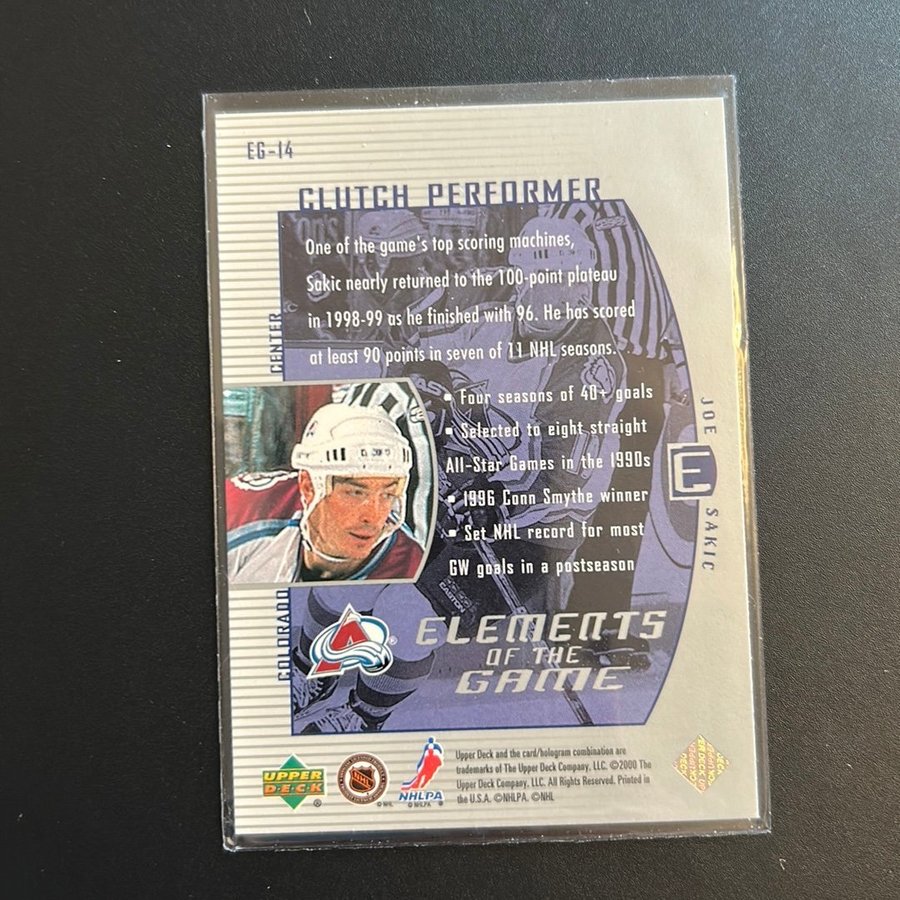 EG-14
CLUTCH PERFORMER
One of the game's top scoring machines,
Sakic nearly returned to the 100-point plateau
in 1998-99 as he finished with 96. He has scored
at least 90 points in seven of 11 NHL seasons.
• Four seasons of 40+ goals
• Selected to eight straight
All-Star Games in the 1990s
• 1996 Conn Smythe winner
• Set NHL record for most
GW goals in a postseason
CENTER
COLORADO
JOE
E
SAKIC
A
®
ELEMENTS
OF THE
GAME
EASTON
UPPER
DECK
®
NHL
© NHL
NHLPA
© NHLPA
Upper Deck and the card/hologram combination are
trademarks of The Upper Deck Company, LLC. ©2000 The
Upper Deck Company, LLC. All Rights Reserved. Printed in
the U.S.A. ©NHLPA. ©NHL